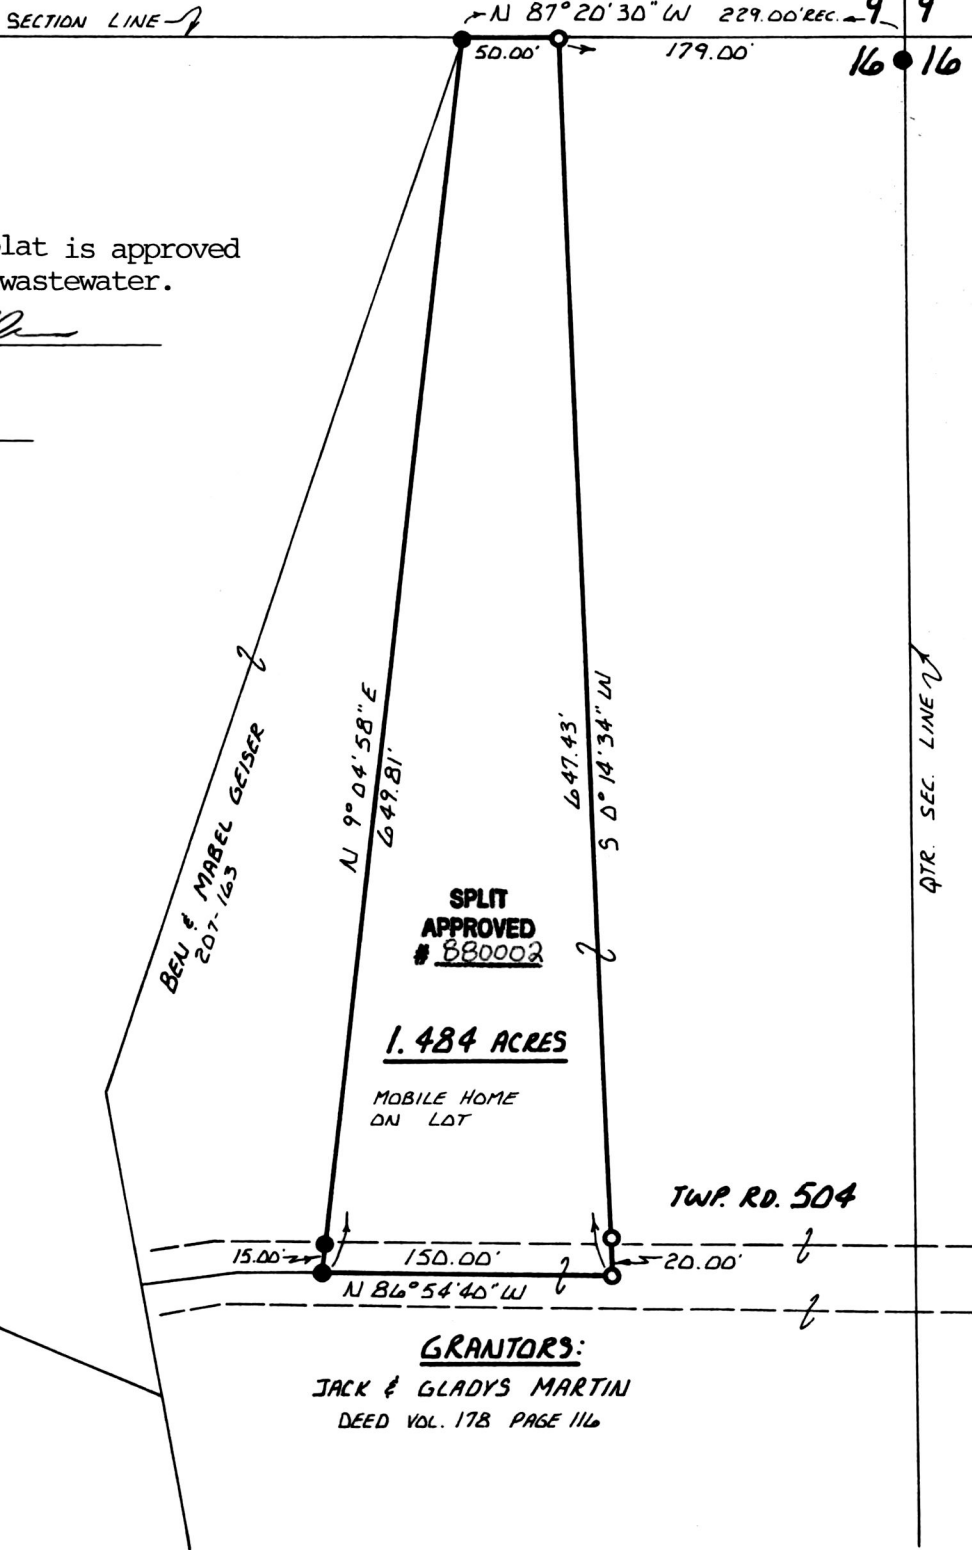 SECTION LINE
N 87° 20' 30" W 229.00' REC.
9 9
50.00'
179.00'
16 16
lat is approved
wastewater.
N 9° 04' 58" E
649.81'
647.43'
S 0° 14' 34" W
QTR. SEC. LINE
BEN & MABEL GEISER
207-163
SPLIT
APPROVED
# 880002
1.484 ACRES
MOBILE HOME
ON LOT
TWP. RD. 504
15.00'
150.00'
20.00'
N 86° 54' 40" W
GRANTORS:
JACK & GLADYS MARTIN
DEED VOL. 178 PAGE 116